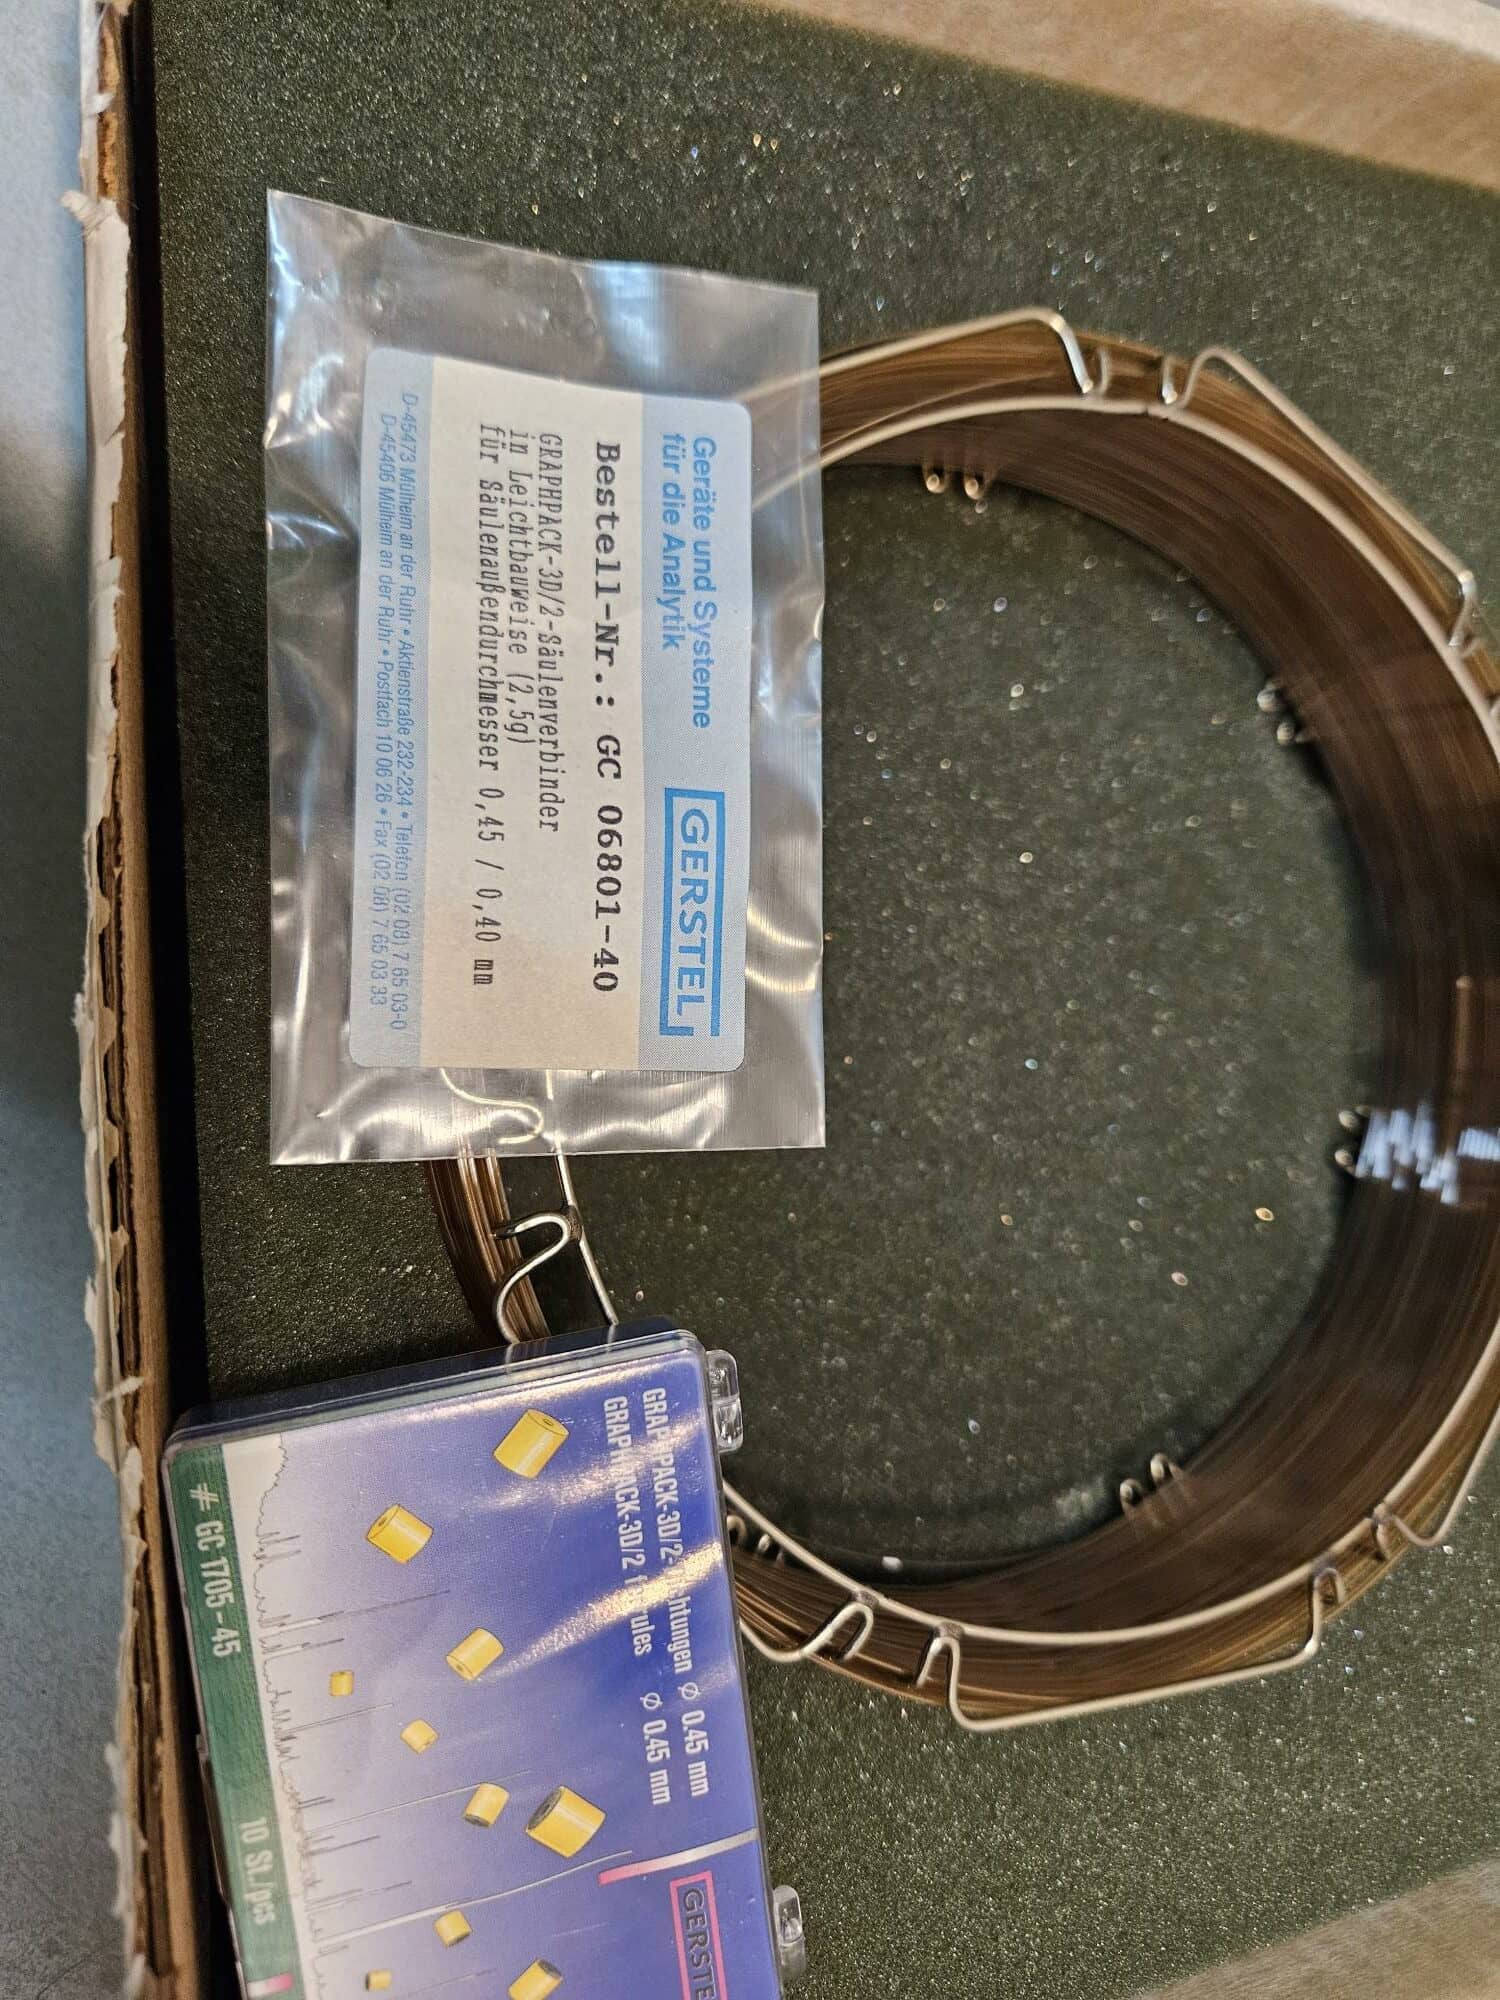 Geräte und Systeme
für die Analytik
GERSTEL
Bestell-Nr.: GC 06801-40
GRAPHPACK-3D/2-Säulenverbinder
in Leichtbauweise (2,5g)
für Säulenaußendurchmesser 0,45 / 0,40 mm
D-45473 Mülheim an der Ruhr • Aktienstraße 232-234 • Telefon (02 08) 7 65 03-0
D-45406 Mülheim an der Ruhr • Postfach 10 06 26 • Fax (02 08) 7 65 03 33
GRAPHPACK-3D/2-Dichtungen Ø 0.45 mm
GRAPHPACK-3D/2 ferrules Ø 0.45 mm
GERSTE
# GC 1705-45
10 St./pcs